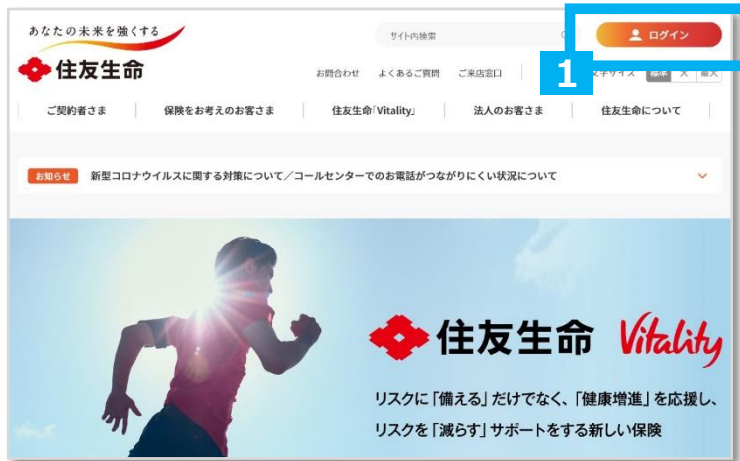 あなたの未来を強くする
住友生命
サイト内検索
ログイン
お問合わせ よくあるご質問 ご来店窓口
1
文字サイズ 標準 大 最大
ご契約者さま 保険をお考えのお客さま 住友生命「Vitality」 法人のお客さま 住友生命について
お知らせ 新型コロナウイルスに関する対策について／コールセンターでのお電話がつながりにくい状況について
住友生命 Vitality
リスクに「備える」だけでなく、「健康増進」を応援し、
リスクを「減らす」サポートをする新しい保険